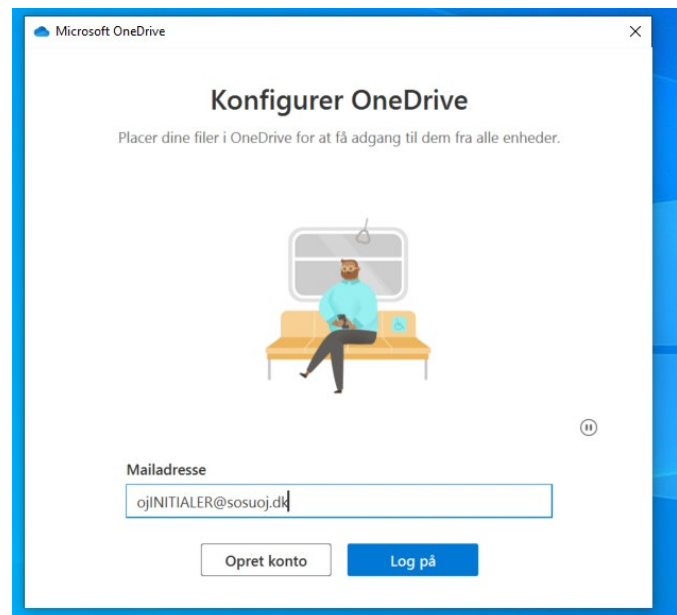 Microsoft OneDrive
Konfigurer OneDrive
Placer dine filer i OneDrive for at få adgang til dem fra alle enheder.
Mailadresse
ojINITIALER@sosuoj.dk
Opret konto
Log på